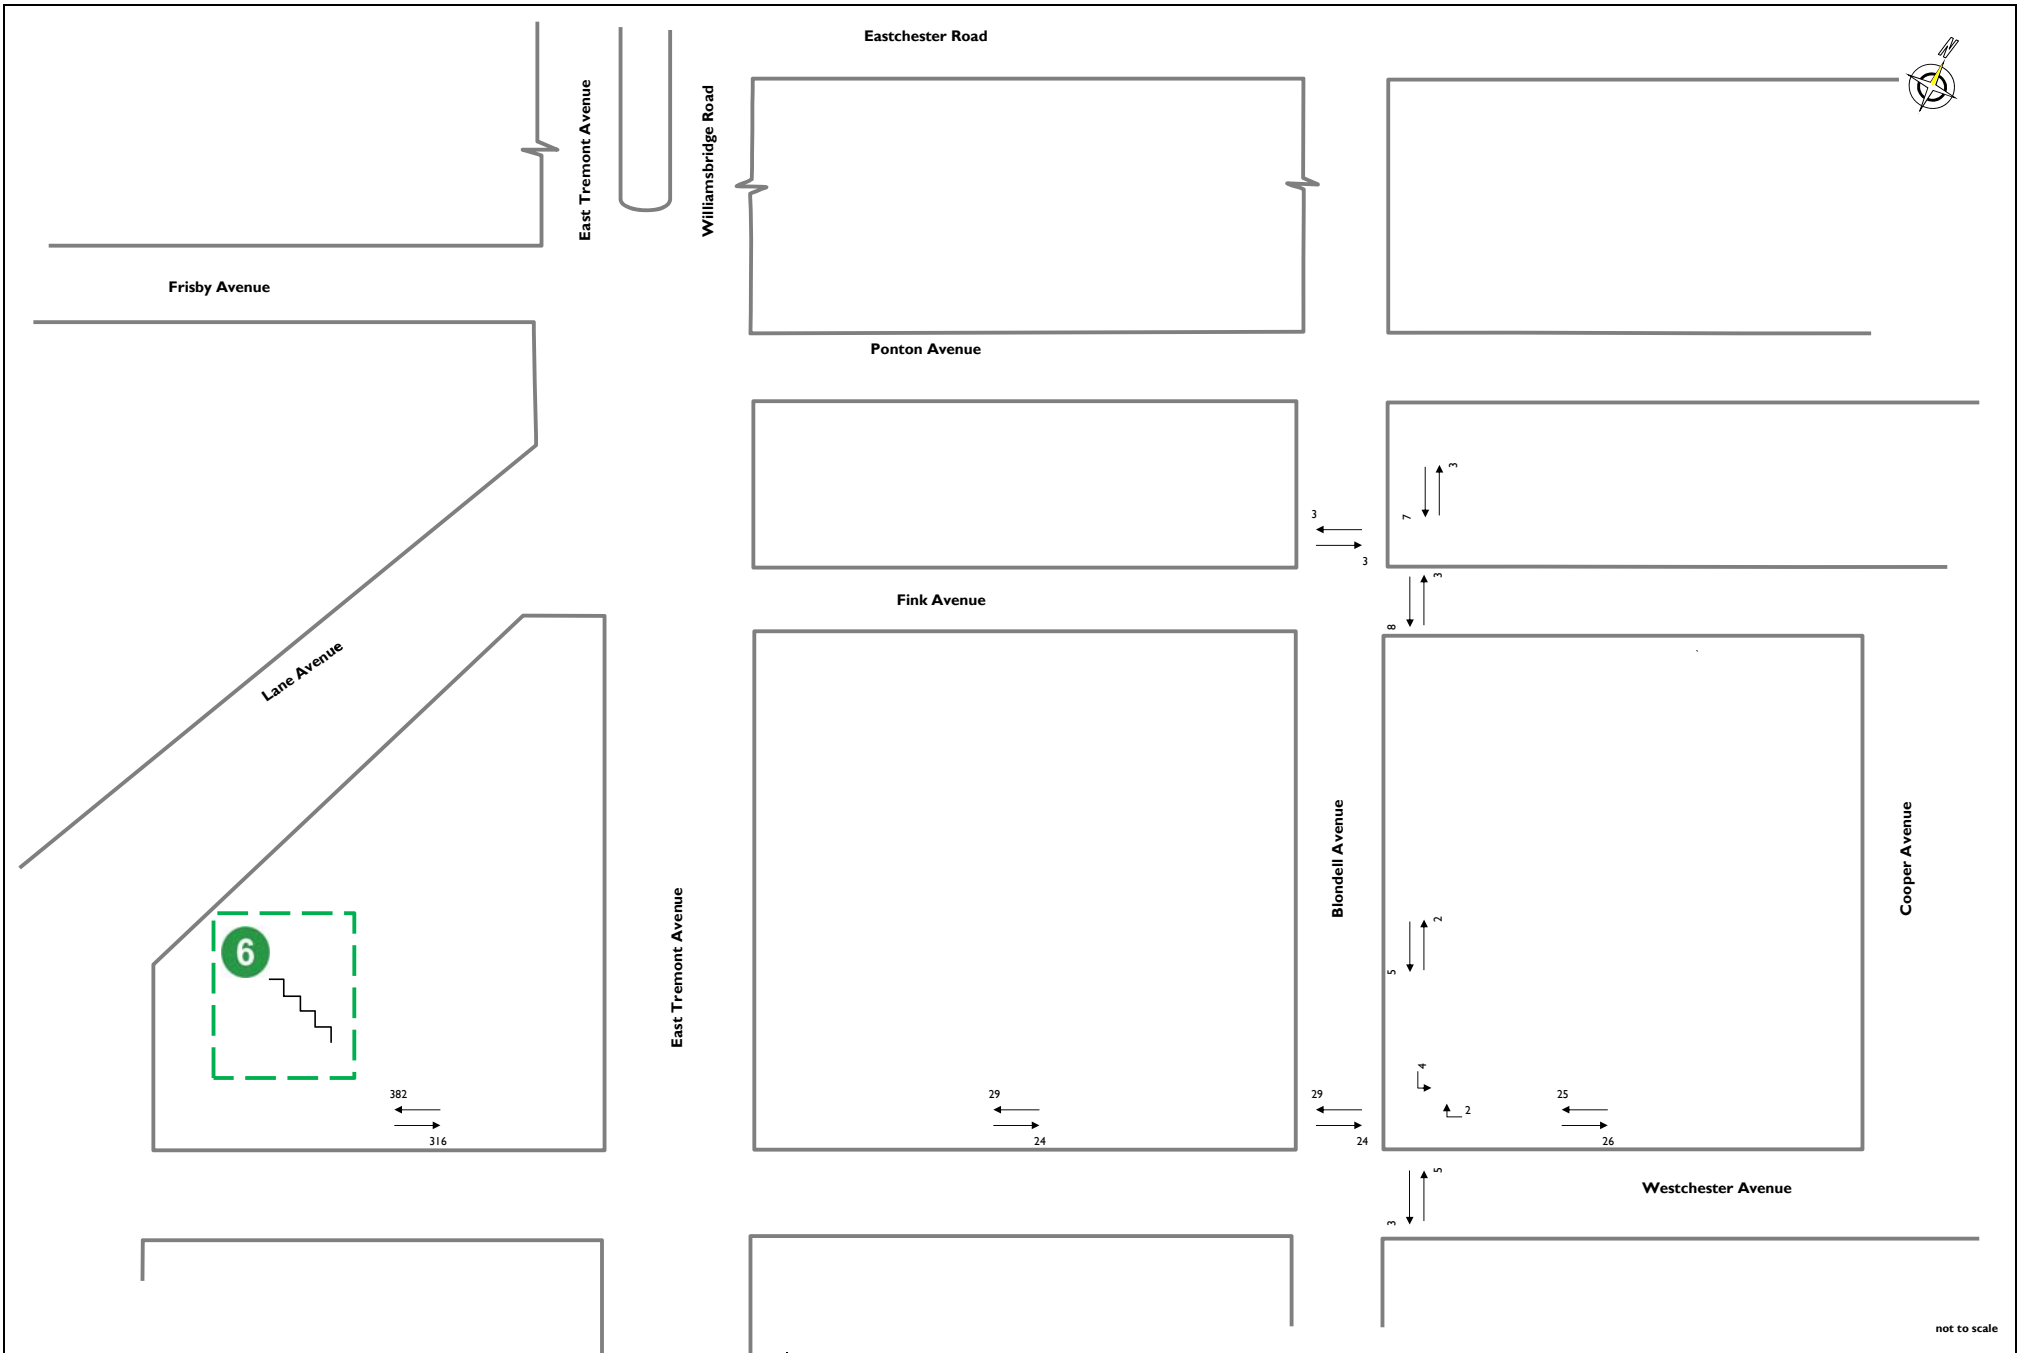 Eastchester Road
N
East Tremont Avenue
Williamsbridge Road
Frisby Avenue
Ponton Avenue
3
7
3
3
Fink Avenue
3
8
Lane Avenue
Blondell Avenue
Cooper Avenue
East Tremont Avenue
6
2
5
4
382
316
29
24
29
24
2
25
26
5
3
Westchester Avenue
not to scale